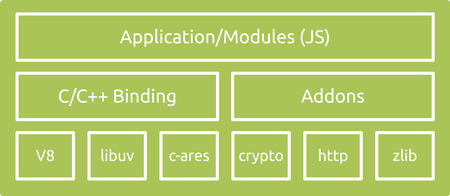 Application/Modules (JS)
C/C++ Binding Addons
V8 libuv c-ares crypto http zlib